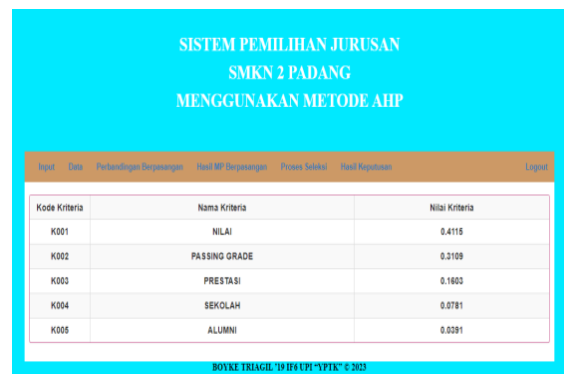 SISTEM PEMILIHAN JURUSAN
SMKN 2 PADANG
MENGGUNAKAN METODE AHP
Input Data Perbandingan Berpasangan Hasil MP Berpasangan Proses Seleksi Hasil Keputusan Logout
Kode Kriteria Nama Kriteria Nilai Kriteria
K001 NILAI 0.4115
K002 PASSING GRADE 0.3109
K003 PRESTASI 0.1603
K004 SEKOLAH 0.0781
K005 ALUMNI 0.0391
BOYKE TRIAGIL '19 IF6 UPI “YPTK” © 2023